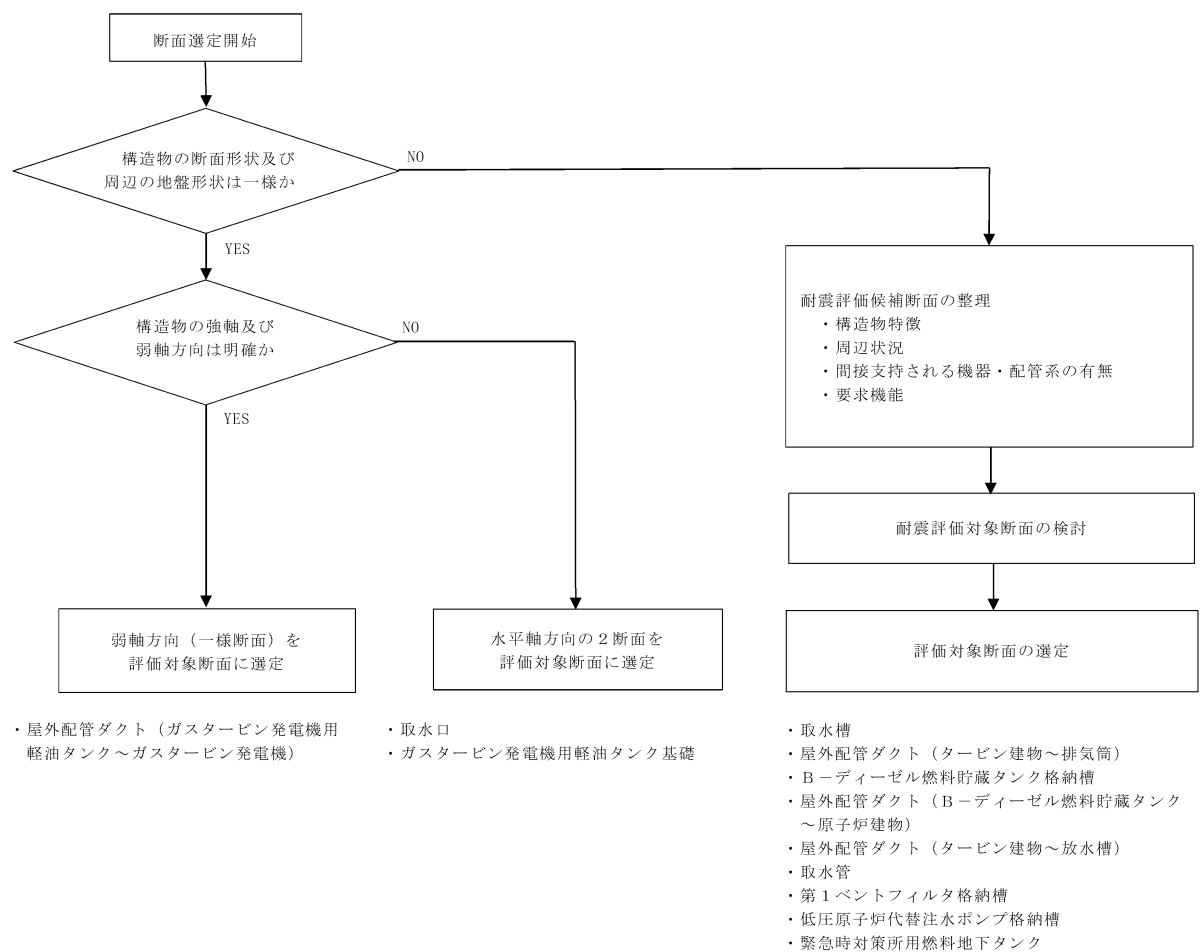 断面選定開始
構造物の断面形状及び
周辺の地盤形状は一様か
NO
YES
構造物の強軸及び
弱軸方向は明確か
NO
YES
耐震評価候補断面の整理
・構造物特徴
・周辺状況
・間接支持される機器・配管系の有無
・要求機能
耐震評価対象断面の検討
弱軸方向（一様断面）を
評価対象断面に選定
水平軸方向の２断面を
評価対象断面に選定
評価対象断面の選定
・屋外配管ダクト（ガスタービン発電機用
軽油タンク～ガスタービン発電機）
・取水口
・ガスタービン発電機用軽油タンク基礎
・取水槽
・屋外配管ダクト（タービン建物～排気筒）
・Ｂ－ディーゼル燃料貯蔵タンク格納槽
・屋外配管ダクト（Ｂ－ディーゼル燃料貯蔵タンク
～原子炉建物）
・屋外配管ダクト（タービン建物～放水槽）
・取水管
・第１ベントフィルタ格納槽
・低圧原子炉代替注水ポンプ格納槽
・緊急時対策所用燃料地下タンク